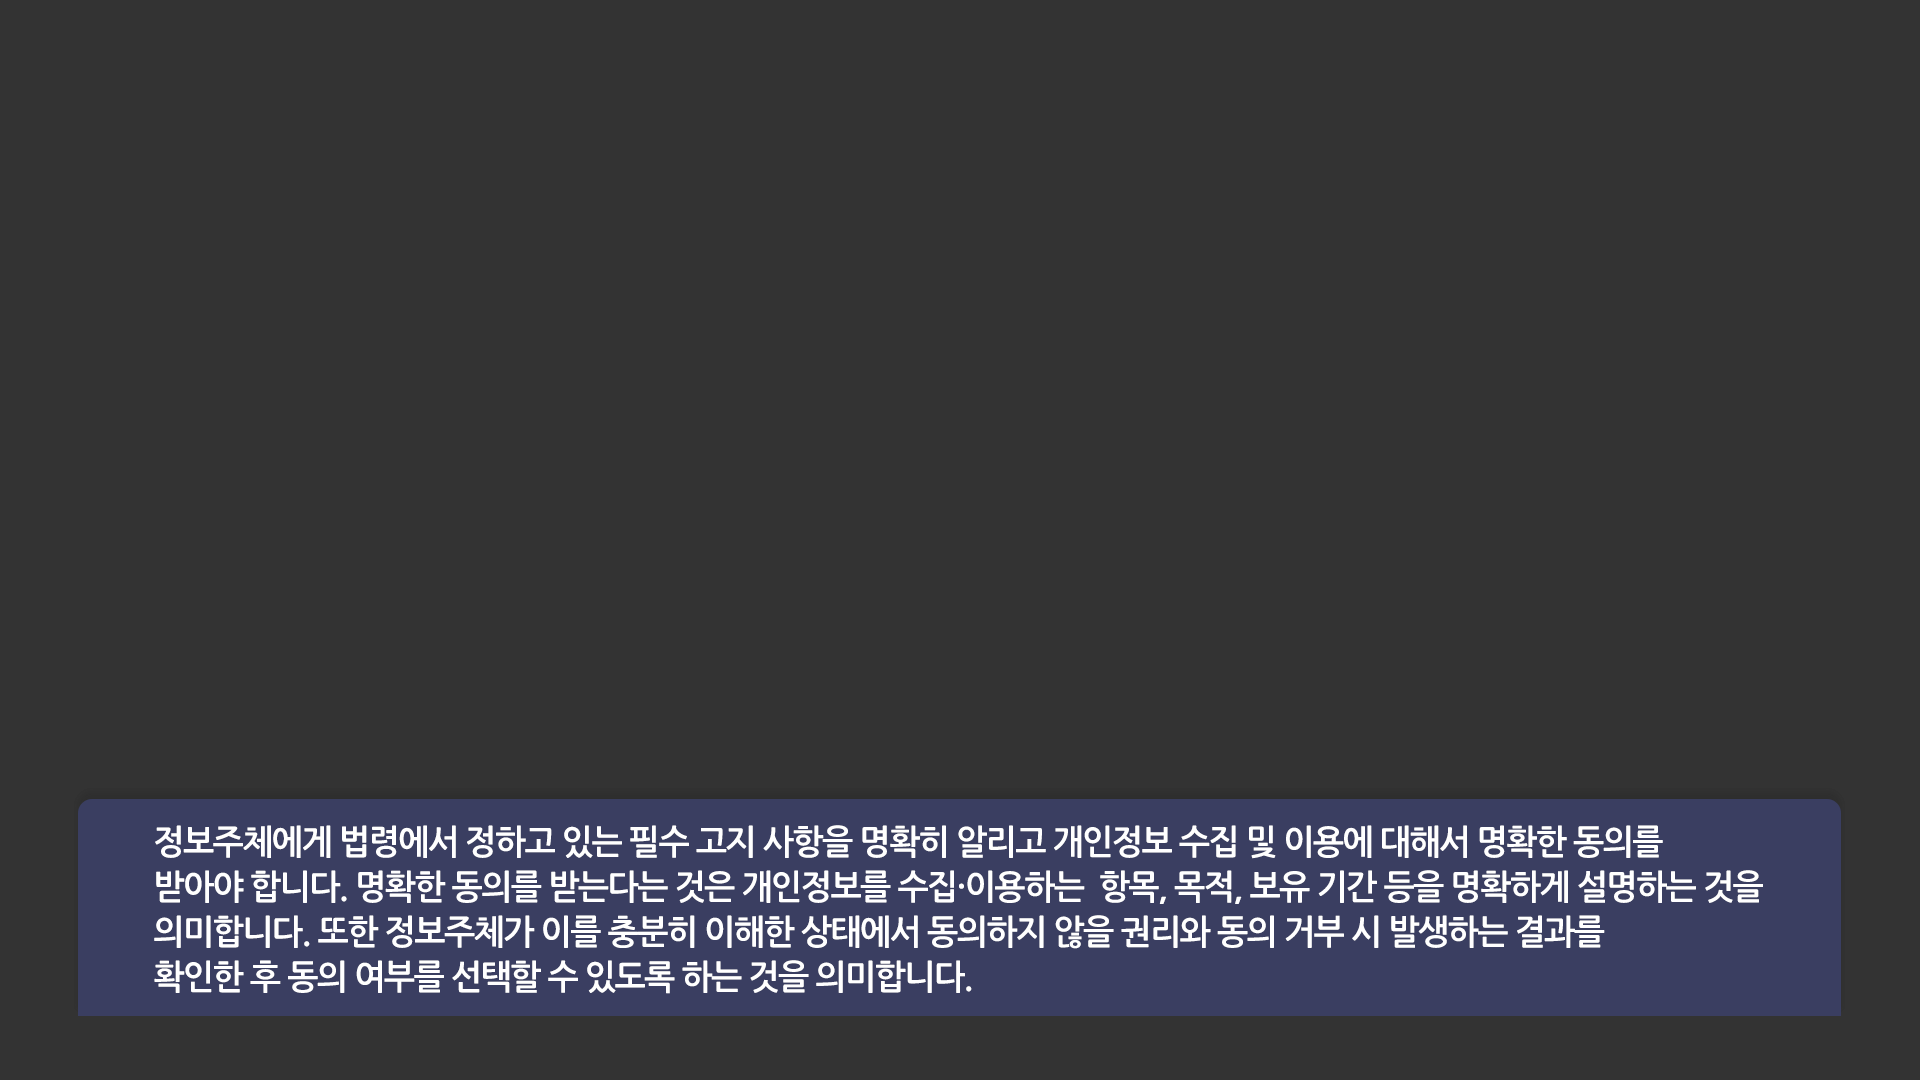 정보주체에게 법령에서 정하고 있는 필수 고지 사항을 명확히 알리고 개인정보 수집 및 이용에 대해서 명확한 동의를
받아야 합니다. 명확한 동의를 받는다는 것은 개인정보를 수집·이용하는  항목, 목적, 보유 기간 등을 명확하게 설명하는 것을
의미합니다. 또한 정보주체가 이를 충분히 이해한 상태에서 동의하지 않을 권리와 동의 거부 시 발생하는 결과를
확인한 후 동의 여부를 선택할 수 있도록 하는 것을 의미합니다.